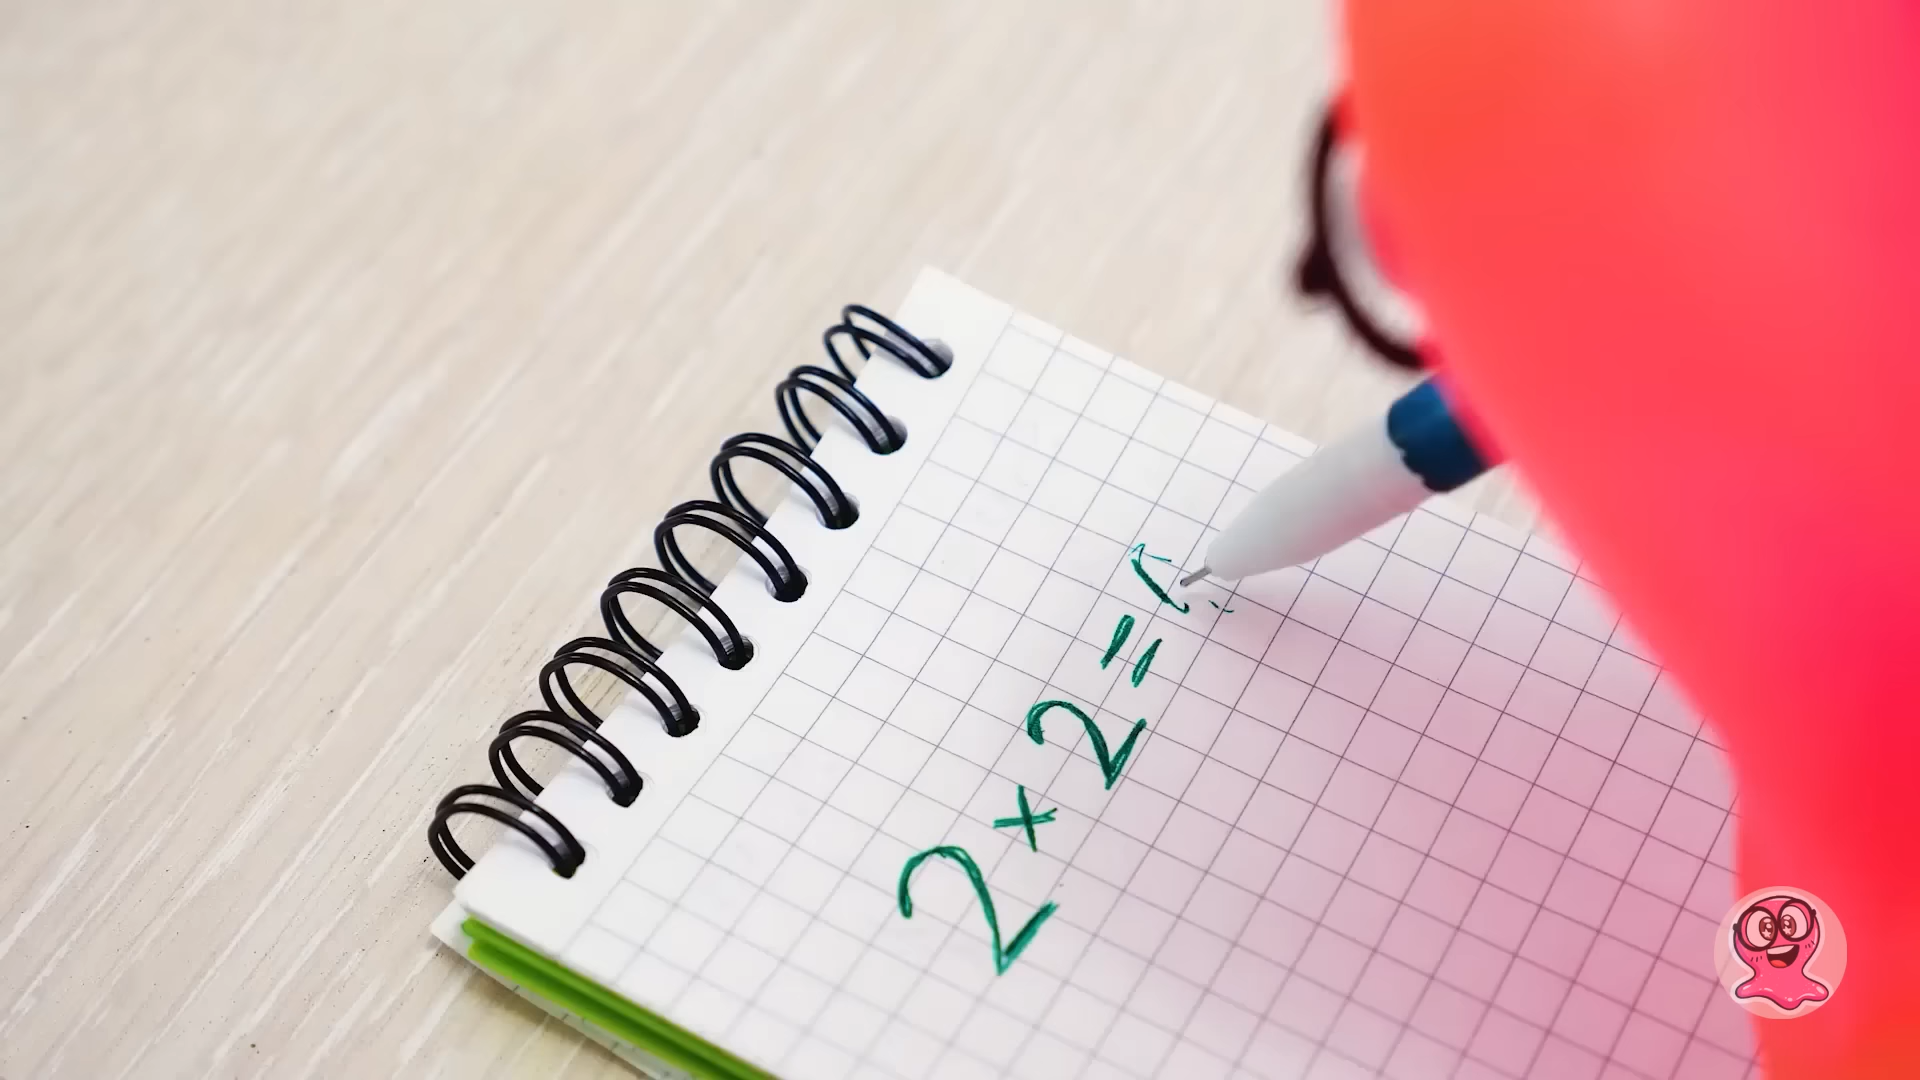 2 × 2 =